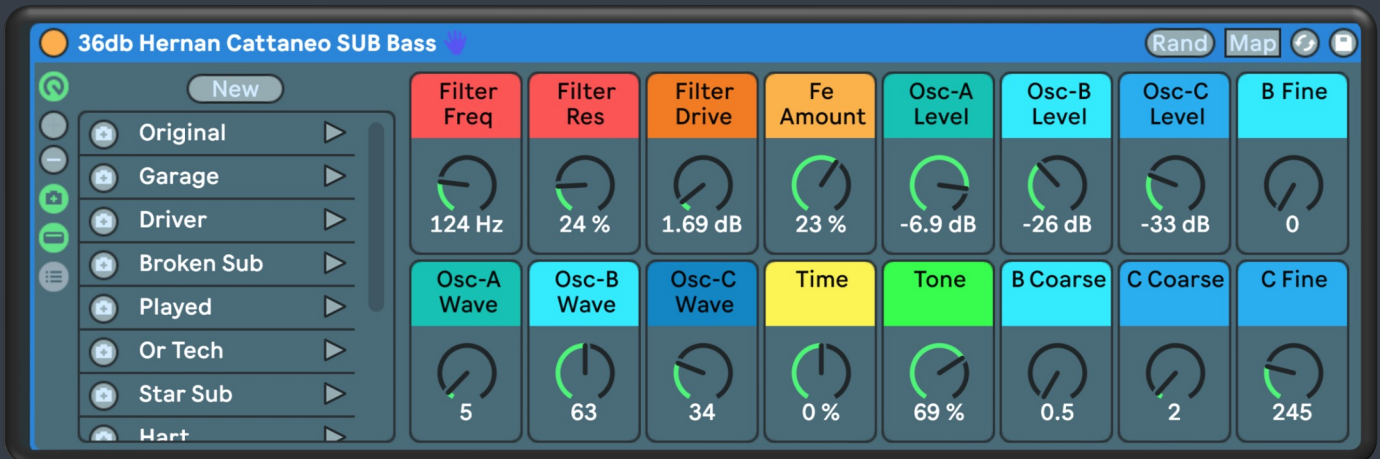 36db Hernan Cattaneo SUB Bass
Rand
Map
New
Original
Garage
Driver
Broken Sub
Played
Or Tech
Star Sub
Hart
Filter
Freq
124 Hz
Filter
Res
24 %
Filter
Drive
1.69 dB
Fe
Amount
23 %
Osc-A
Level
-6.9 dB
Osc-B
Level
-26 dB
Osc-C
Level
-33 dB
B Fine
0
Osc-A
Wave
5
Osc-B
Wave
63
Osc-C
Wave
34
Time
0 %
Tone
69 %
B Coarse
0.5
C Coarse
2
C Fine
245